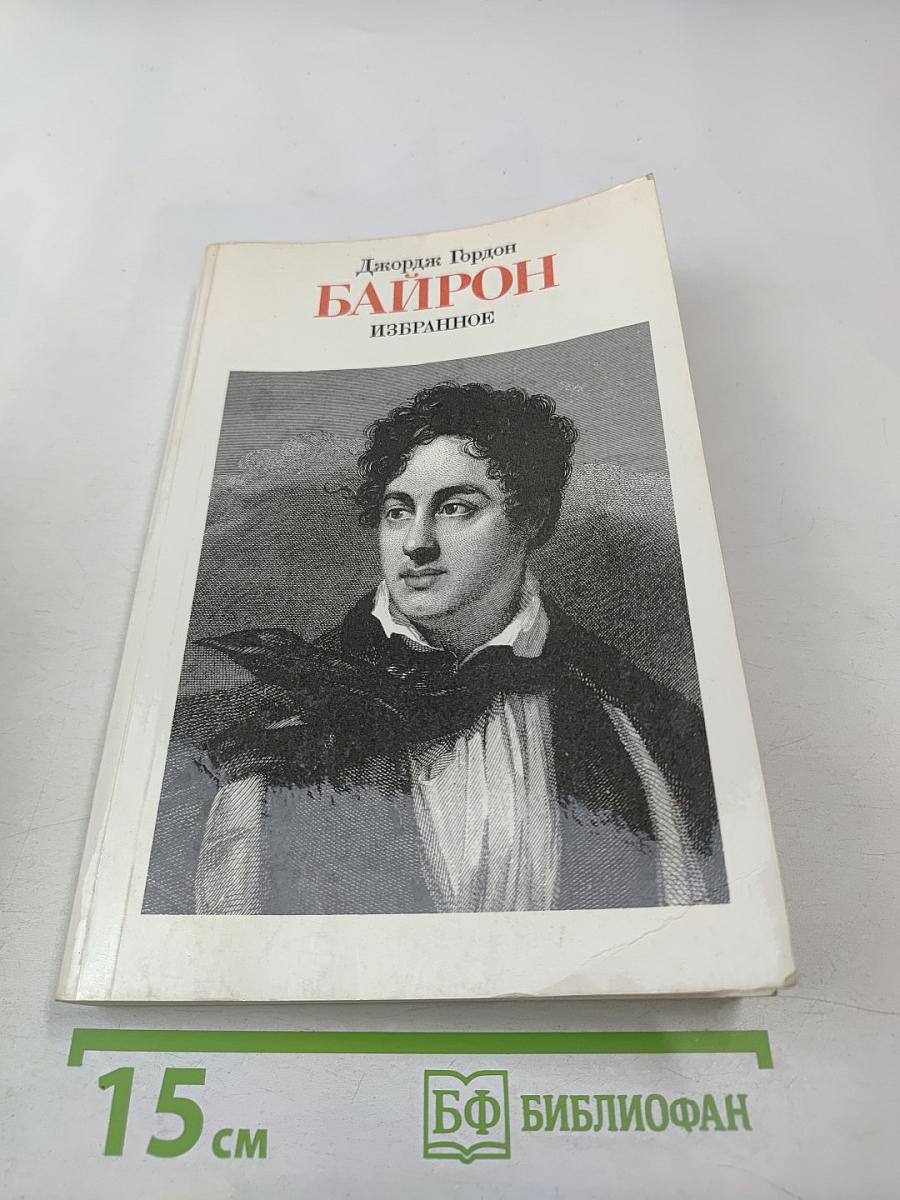 Джордж Гордон
БАЙРОН
ИЗБРАННОЕ
15 см
БФ БИБЛИОФАН